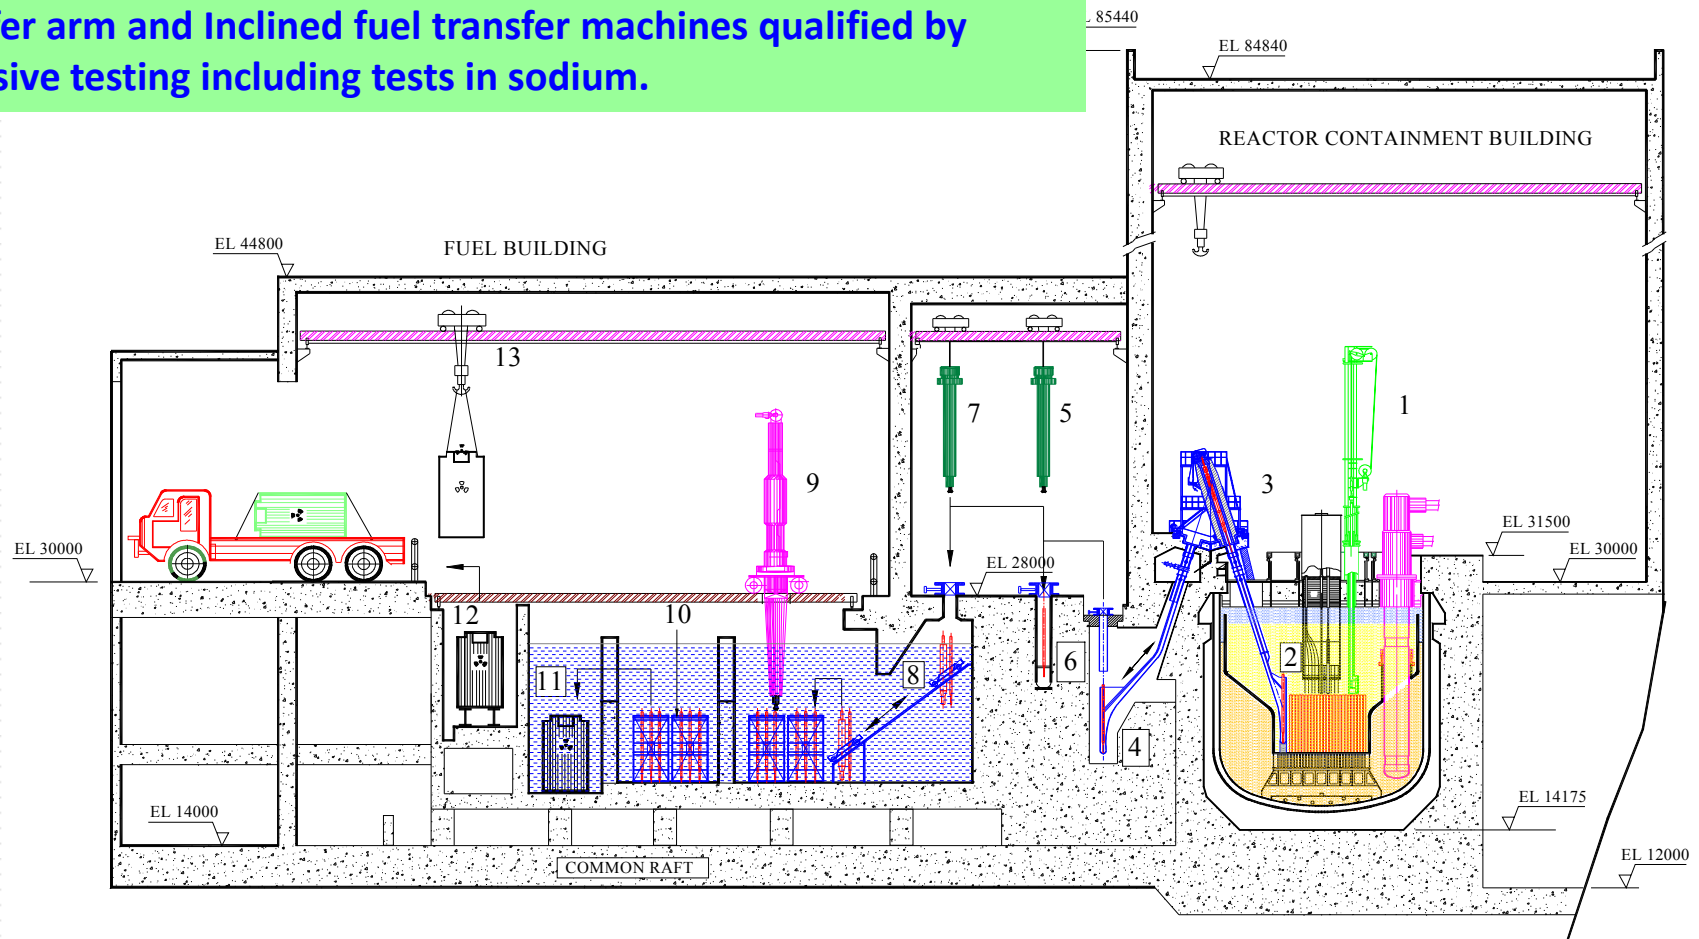 er arm and Inclined fuel transfer machines qualified by
sive testing including tests in sodium.
85440
EL 84840
REACTOR CONTAINMENT BUILDING
EL 44800
FUEL BUILDING
13
7
5
1
9
3
EL 30000
EL 31500
EL 28000
EL 30000
12
10
11
8
6
2
4
EL 14000
EL 14175
COMMON RAFT
EL 12000